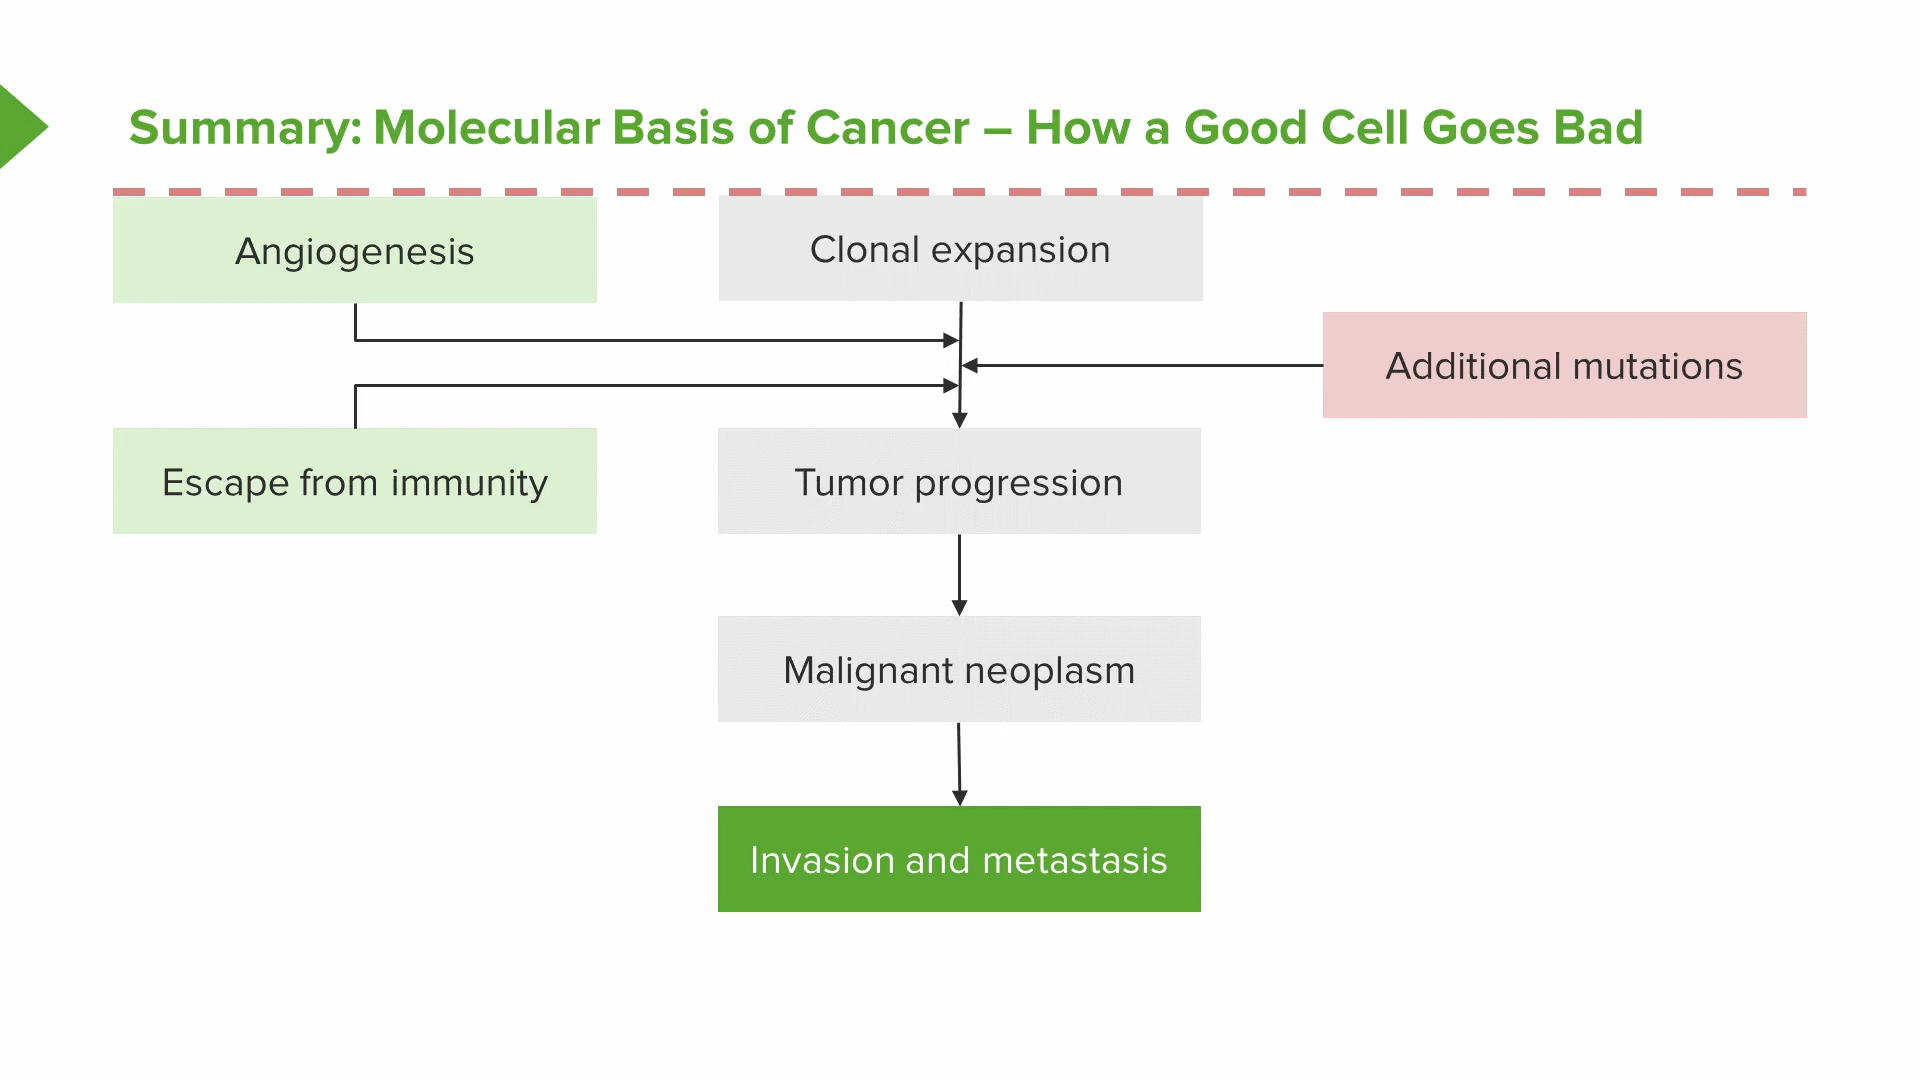 Summary: Molecular Basis of Cancer – How a Good Cell Goes Bad
Angiogenesis
Clonal expansion
Additional mutations
Escape from immunity
Tumor progression
Malignant neoplasm
Invasion and metastasis